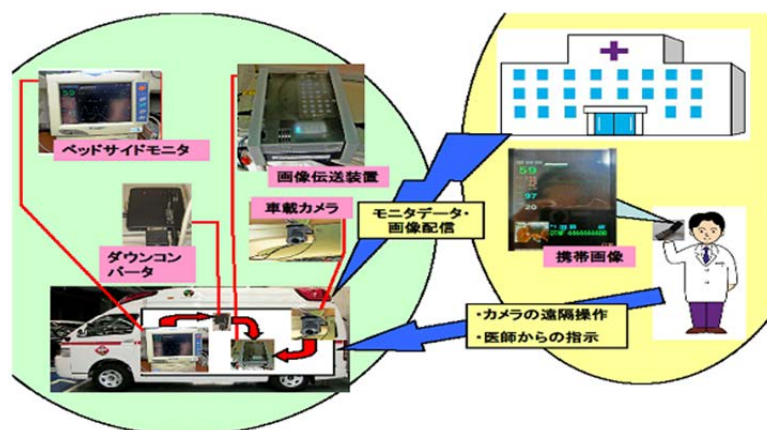 ベッドサイドモニタ
画像伝送装置
車載カメラ
ダウンコン
バータ
モニタデータ・
画像配信
59
97
20
携帯画像
・カメラの遠隔操作
・医師からの指示